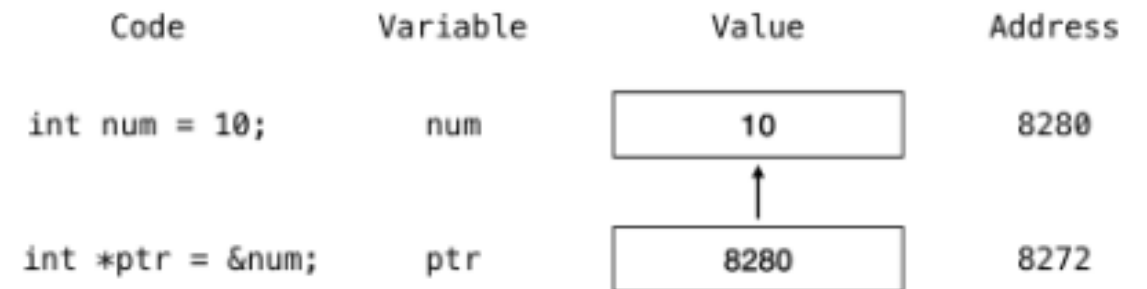 Code Variable Value Address
int num = 10; num 10 8280
int *ptr = &num; ptr 8280 8272